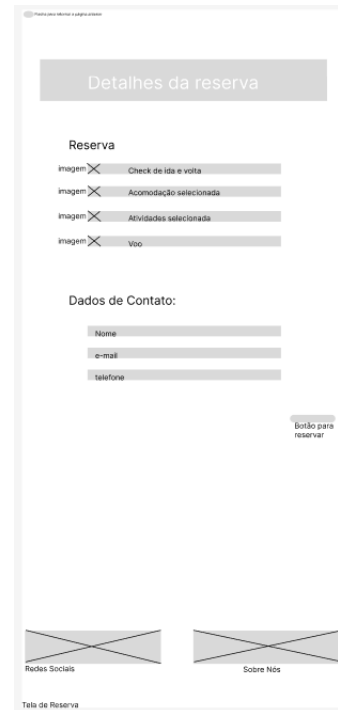 Detalhes da reserva
Reserva
imagem Check de ida e volta
imagem Acomodação selecionada
imagem Atividades selecionada
imagem Voo
Dados de Contato:
Nome
e-mail
telefone
Botão para
reservar
Redes Sociais Sobre Nós
Tela de Reserva